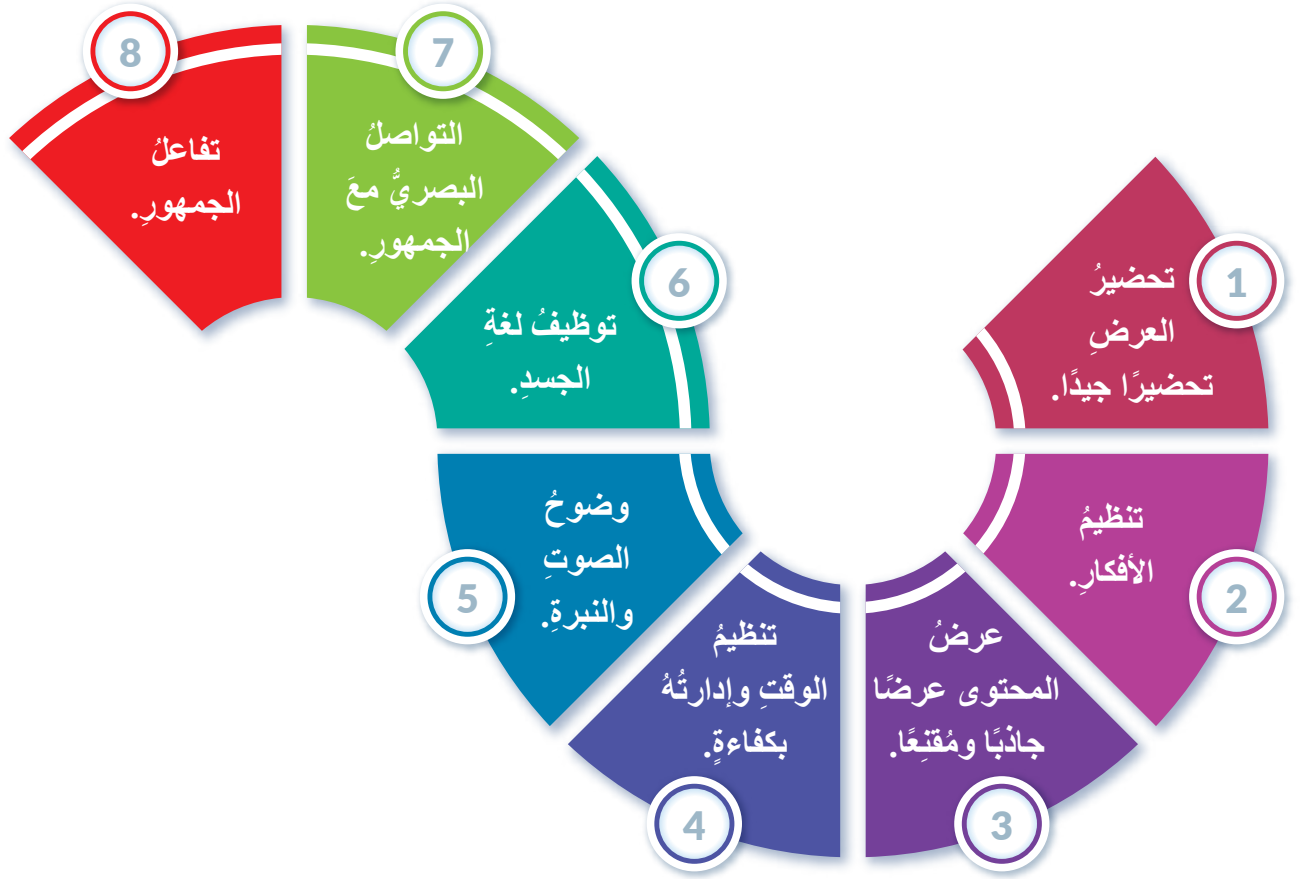 1
تحضيرُ
العرضِ
تحضيرًا جيدًا.
2
تنظيمُ
الأفكارِ.
3
عرضُ
المحتوى عرضًا
جاذبًا ومُقنِعًا.
4
تنظيمُ
الوقتِ وإدارتُهُ
بكفاءةٍ.
5
وضوحُ
الصوتِ
والنبرةِ.
6
توظيفُ لغةِ
الجسدِ.
7
التواصلُ
البصريُّ معَ
الجمهورِ.
8
تفاعلُ
الجمهورِ.